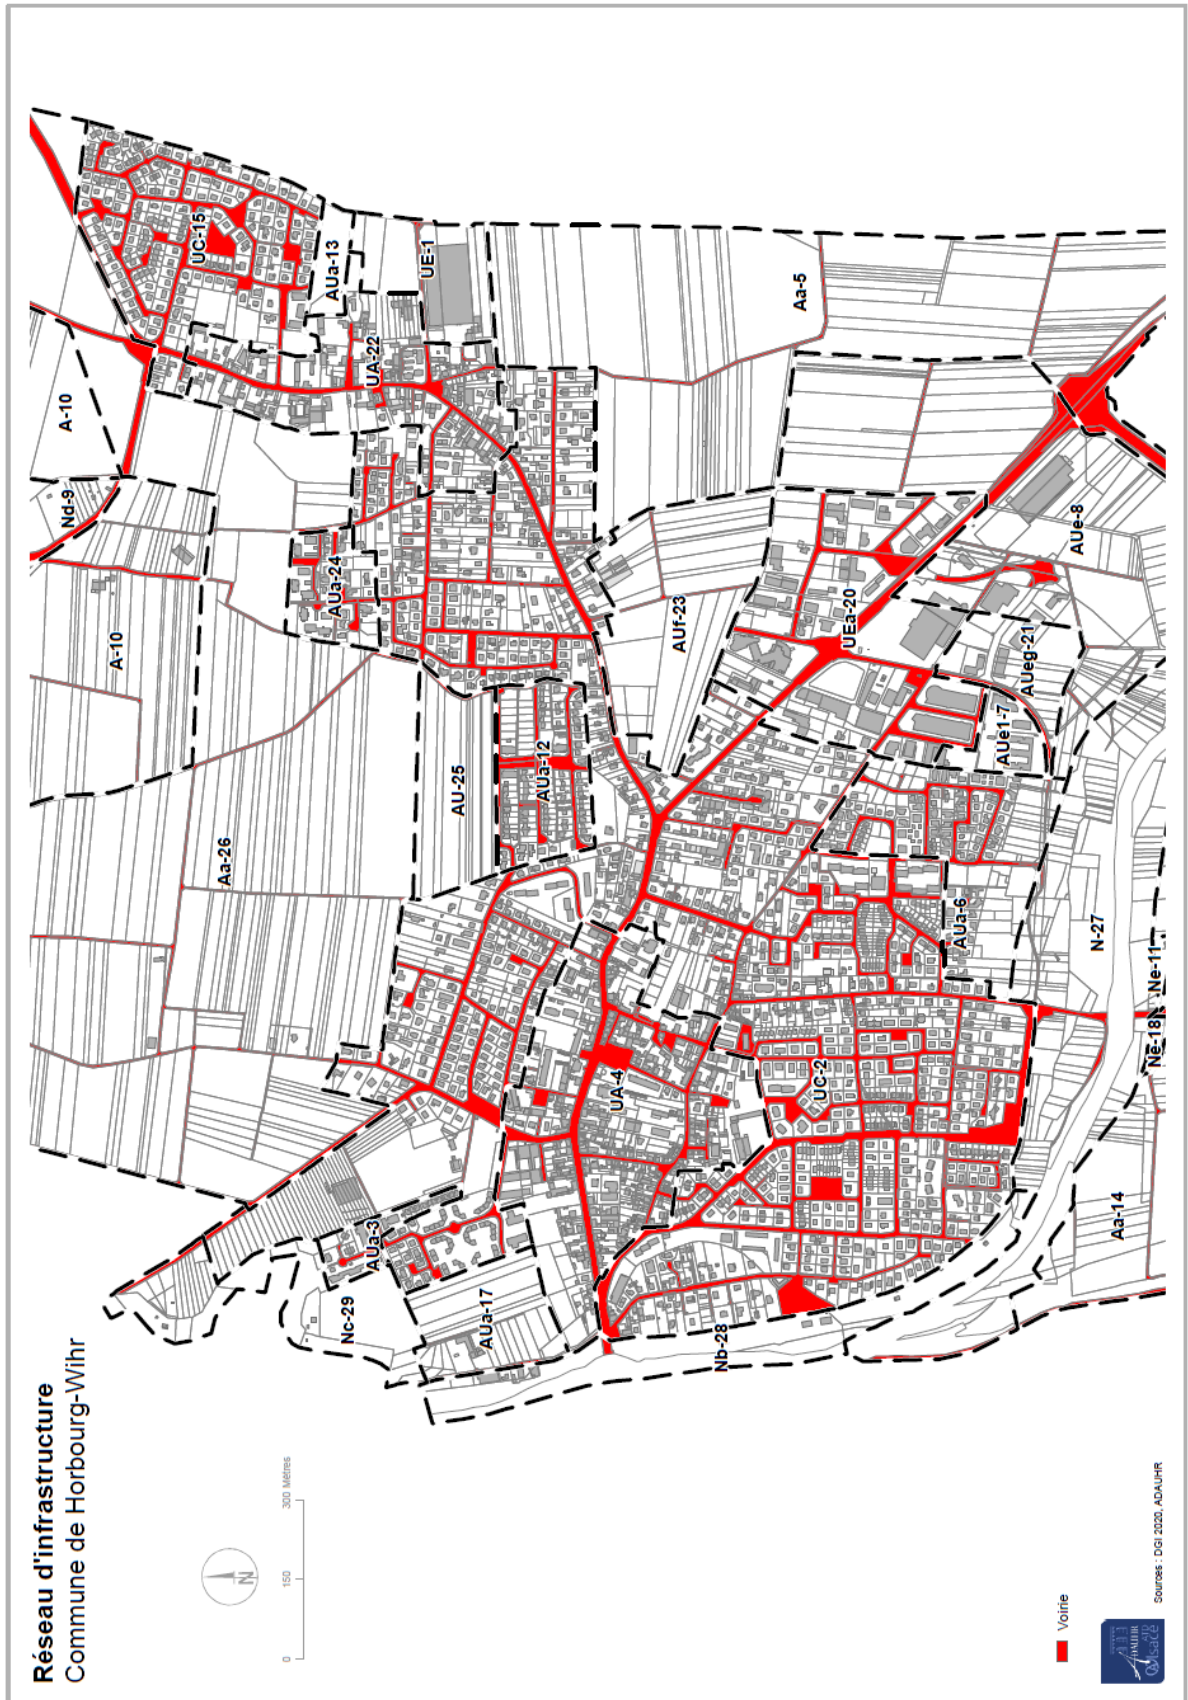 Réseau d'infrastructure
Commune de Horbourg-Wihr
N
0 150 300 Mètres
UC-15
AUa-13
UE-1
A-10
UA-22
Aa-5
Nd-9
A-10
AUa-24
AUe-8
AUf-23
UEa-20
AUeg-21
AUe1-7
AU-25
AUa-12
Aa-26
AUa-6
N-27
Ne-11
Ne-18
UA-4
UC-2
Aa-14
AUa-3
Nc-29
AUa-17
Nb-28
Voirie
ADAUHR
ATD
Alsace
Sources : DGI 2020, ADAUHR